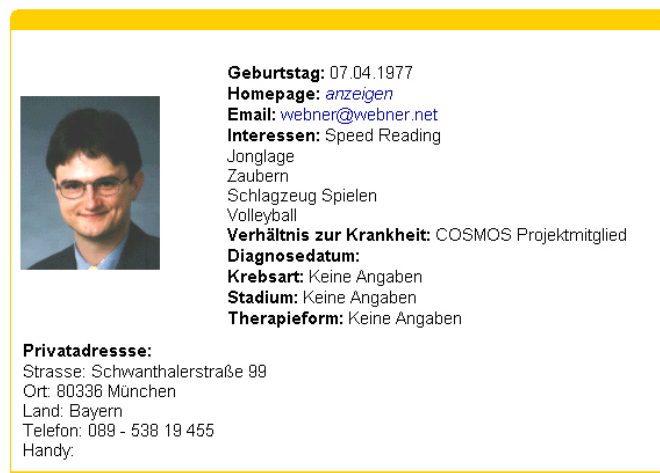 Geburtstag: 07.04.1977
Homepage: anzeigen
Email: webner@webner.net
Interessen: Speed Reading
Jonglage
Zaubern
Schlagzeug Spielen
Volleyball
Verhältnis zur Krankheit: COSMOS Projektmitglied
Diagnosedatum:
Krebsart: Keine Angaben
Stadium: Keine Angaben
Therapieform: Keine Angaben
Privatadressse:
Strasse: Schwanthalerstraße 99
Ort: 80336 München
Land: Bayern
Telefon: 089 - 538 19 455
Handy: